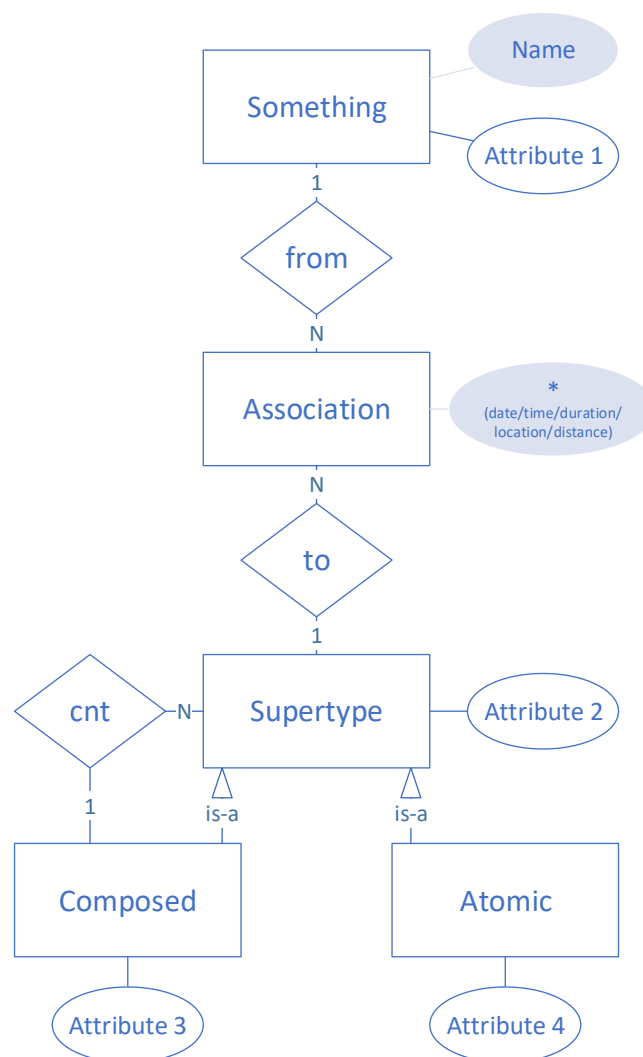 Name
Something
Attribute 1
1
from
N
Association
*
(date/time/duration/
location/distance)
N
to
1
cnt
N
Supertype
Attribute 2
1
is-a
is-a
Composed
Atomic
Attribute 3
Attribute 4